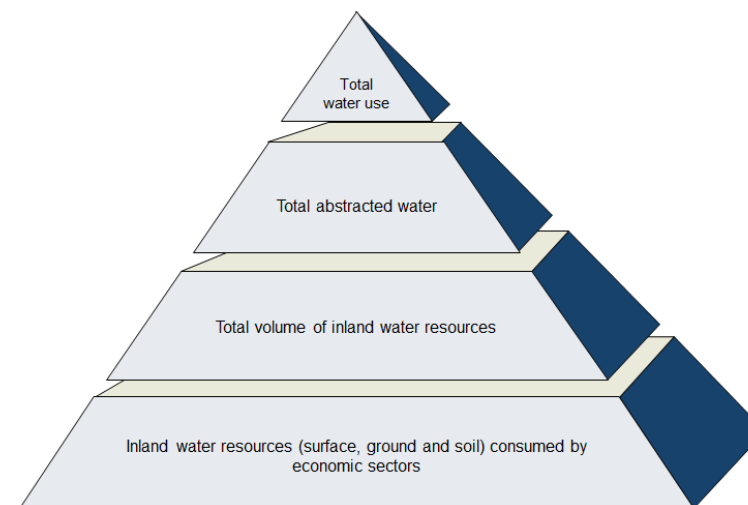 Total
water use
Total abstracted water
Total volume of inland water resources
Inland water resources (surface, ground and soil) consumed by
economic sectors